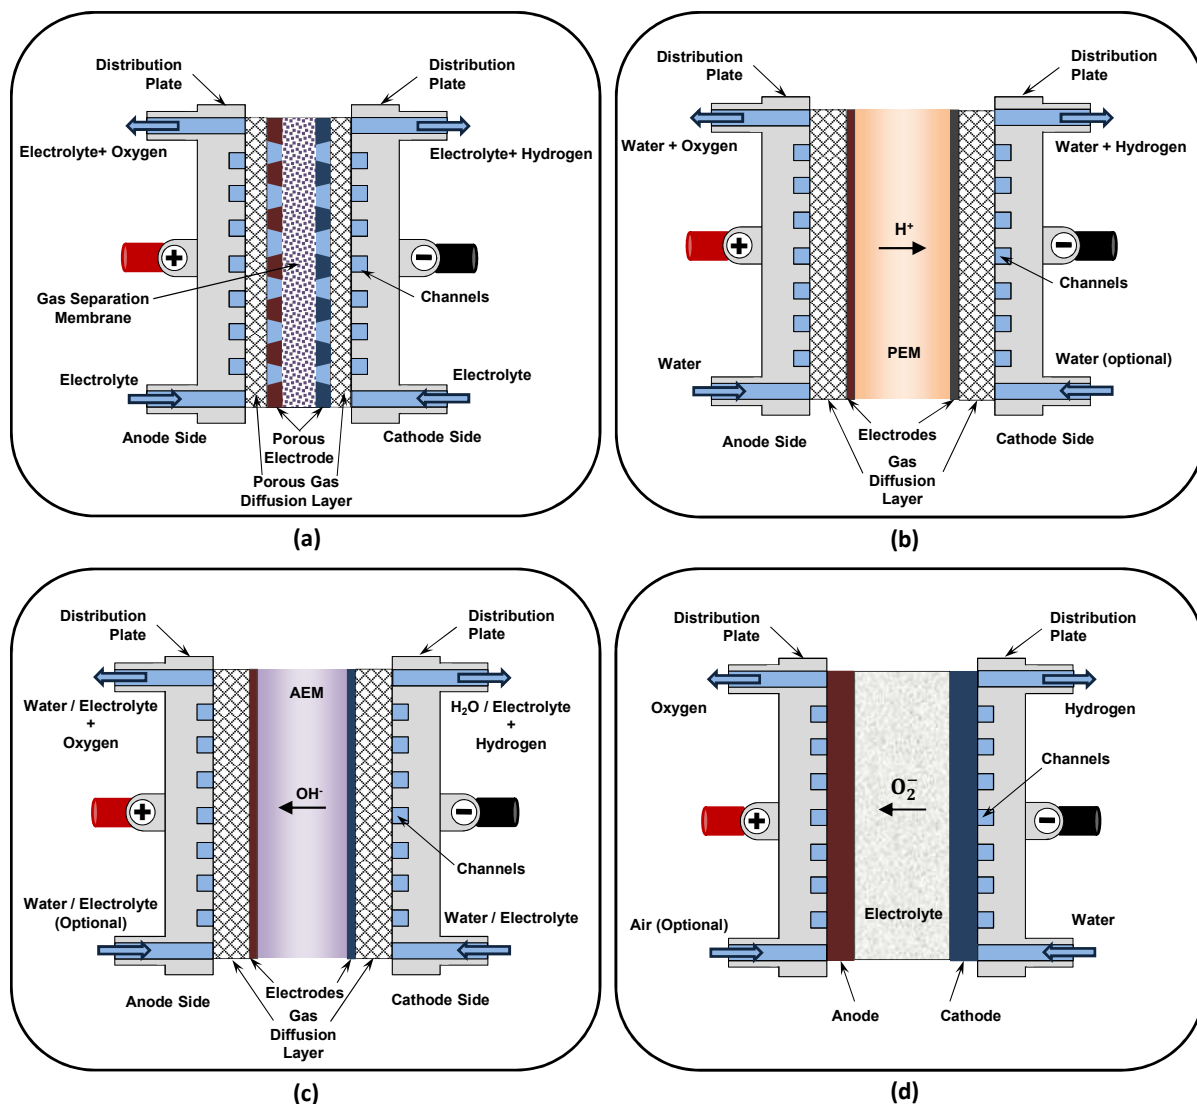 Distribution
Plate
Distribution
Plate
Electrolyte+ Oxygen
Electrolyte+ Hydrogen
+
−
Gas Separation
Membrane
Channels
Electrolyte
Electrolyte
Anode Side
Porous
Electrode
Cathode Side
Porous Gas
Diffusion Layer
(a)
Distribution
Plate
Distribution
Plate
Water + Oxygen
Water + Hydrogen
H⁺
+
−
Channels
PEM
Water
Water (optional)
Anode Side
Electrodes
Cathode Side
Gas
Diffusion
Layer
(b)
Distribution
Plate
Distribution
Plate
AEM
Water / Electrolyte
+
Oxygen
H₂O / Electrolyte
+
Hydrogen
OH⁻
+
−
Channels
Water / Electrolyte
(Optional)
Water / Electrolyte
Anode Side
Electrodes
Cathode Side
Gas
Diffusion
Layer
(c)
Distribution
Plate
Distribution
Plate
Oxygen
Hydrogen
Channels
O₂⁻
+
−
Electrolyte
Air (Optional)
Water
Anode
Cathode
(d)